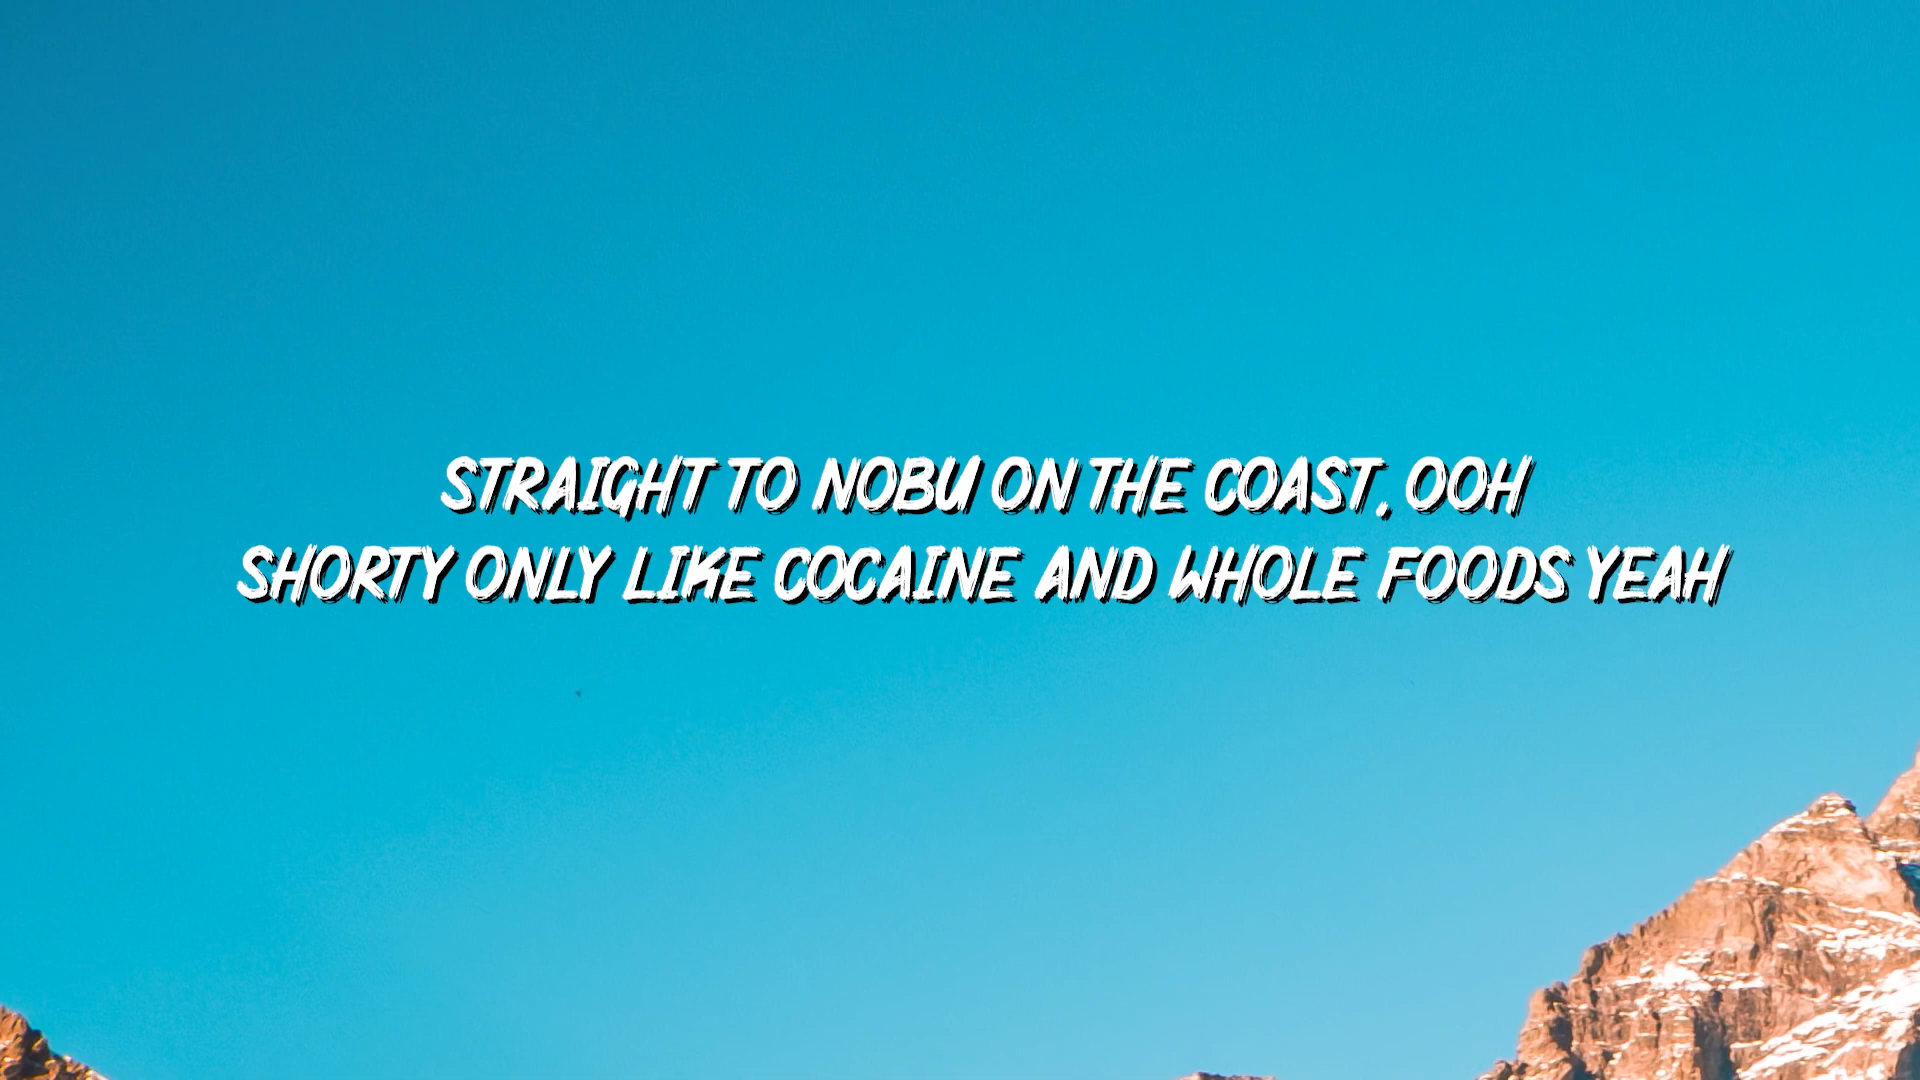 STRAIGHT TO NOBU ON THE COAST, OOH
SHORTY ONLY LIKE COCAINE AND WHOLE FOODS YEAH